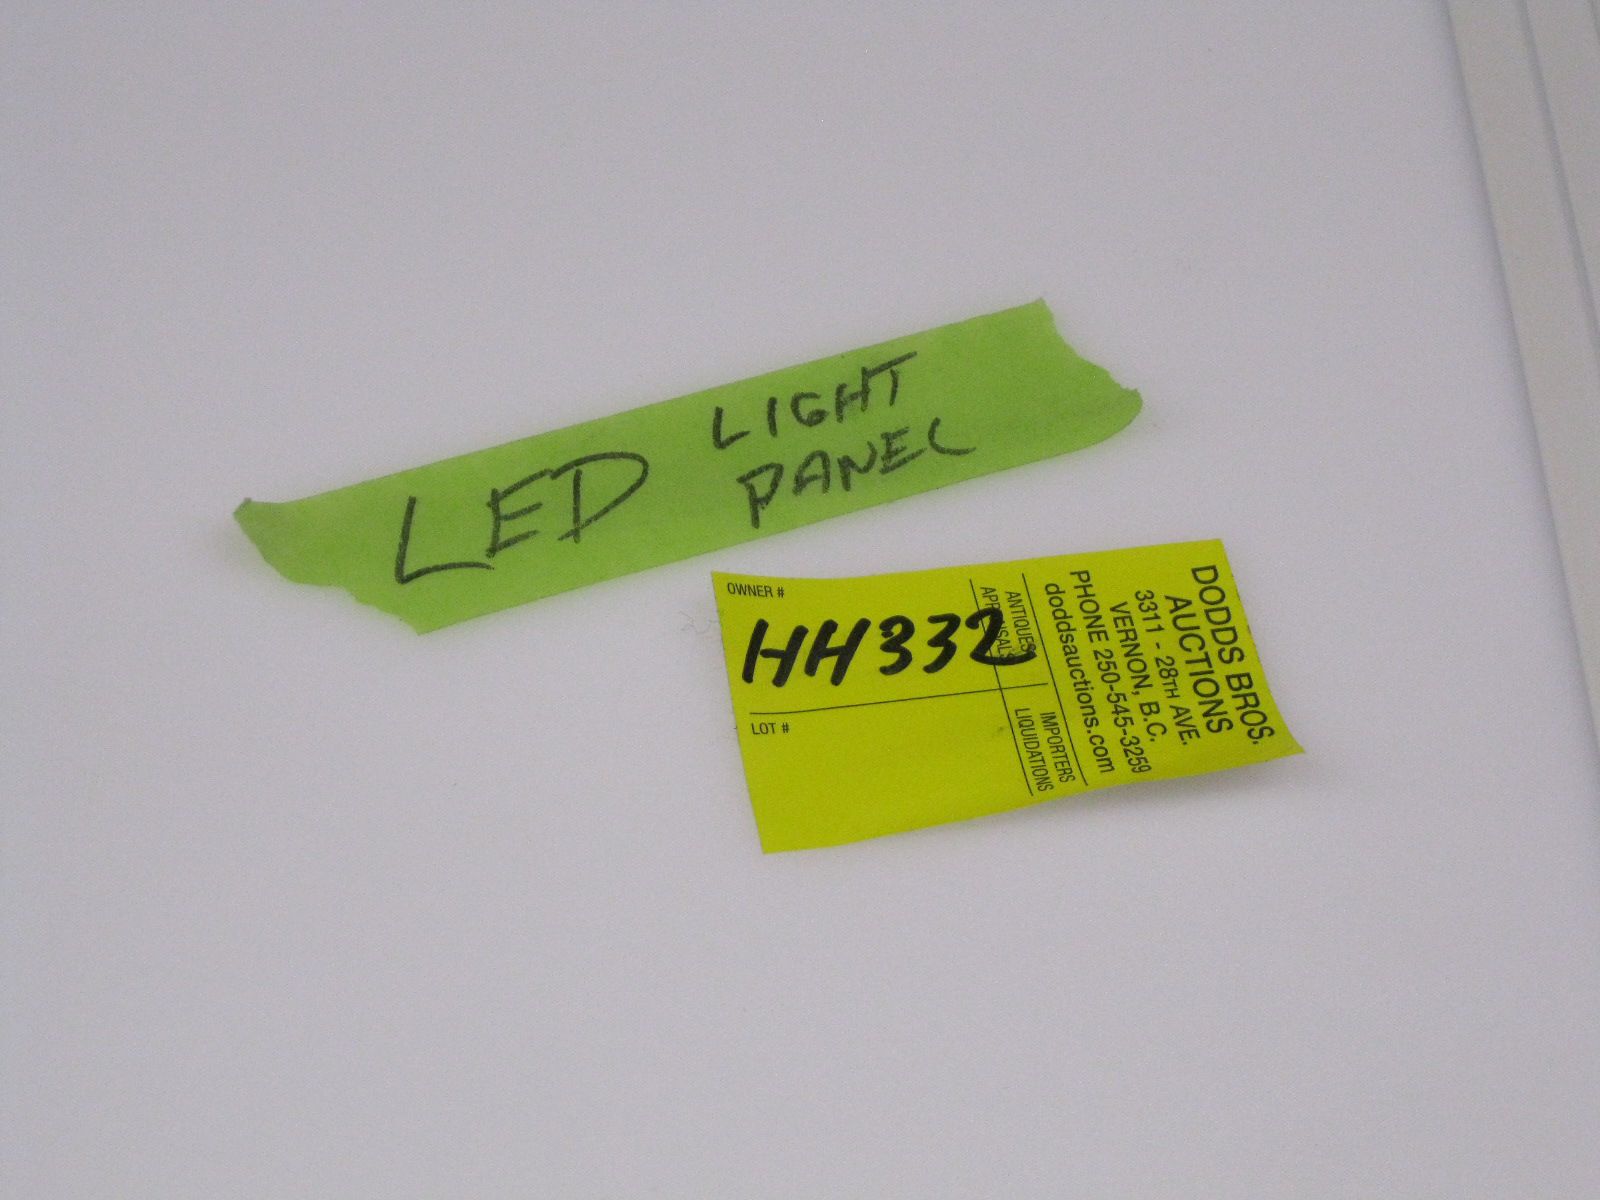 LED LIGHT
PANEL
OWNER #
HH332
LOT #
DODDS BROS.
AUCTIONS
3311 - 28TH AVE.
VERNON, B.C.
PHONE 250-545-3259
doddsauctions.com
ANTIQUES IMPORTERS
APPRAISALS LIQUIDATIONS